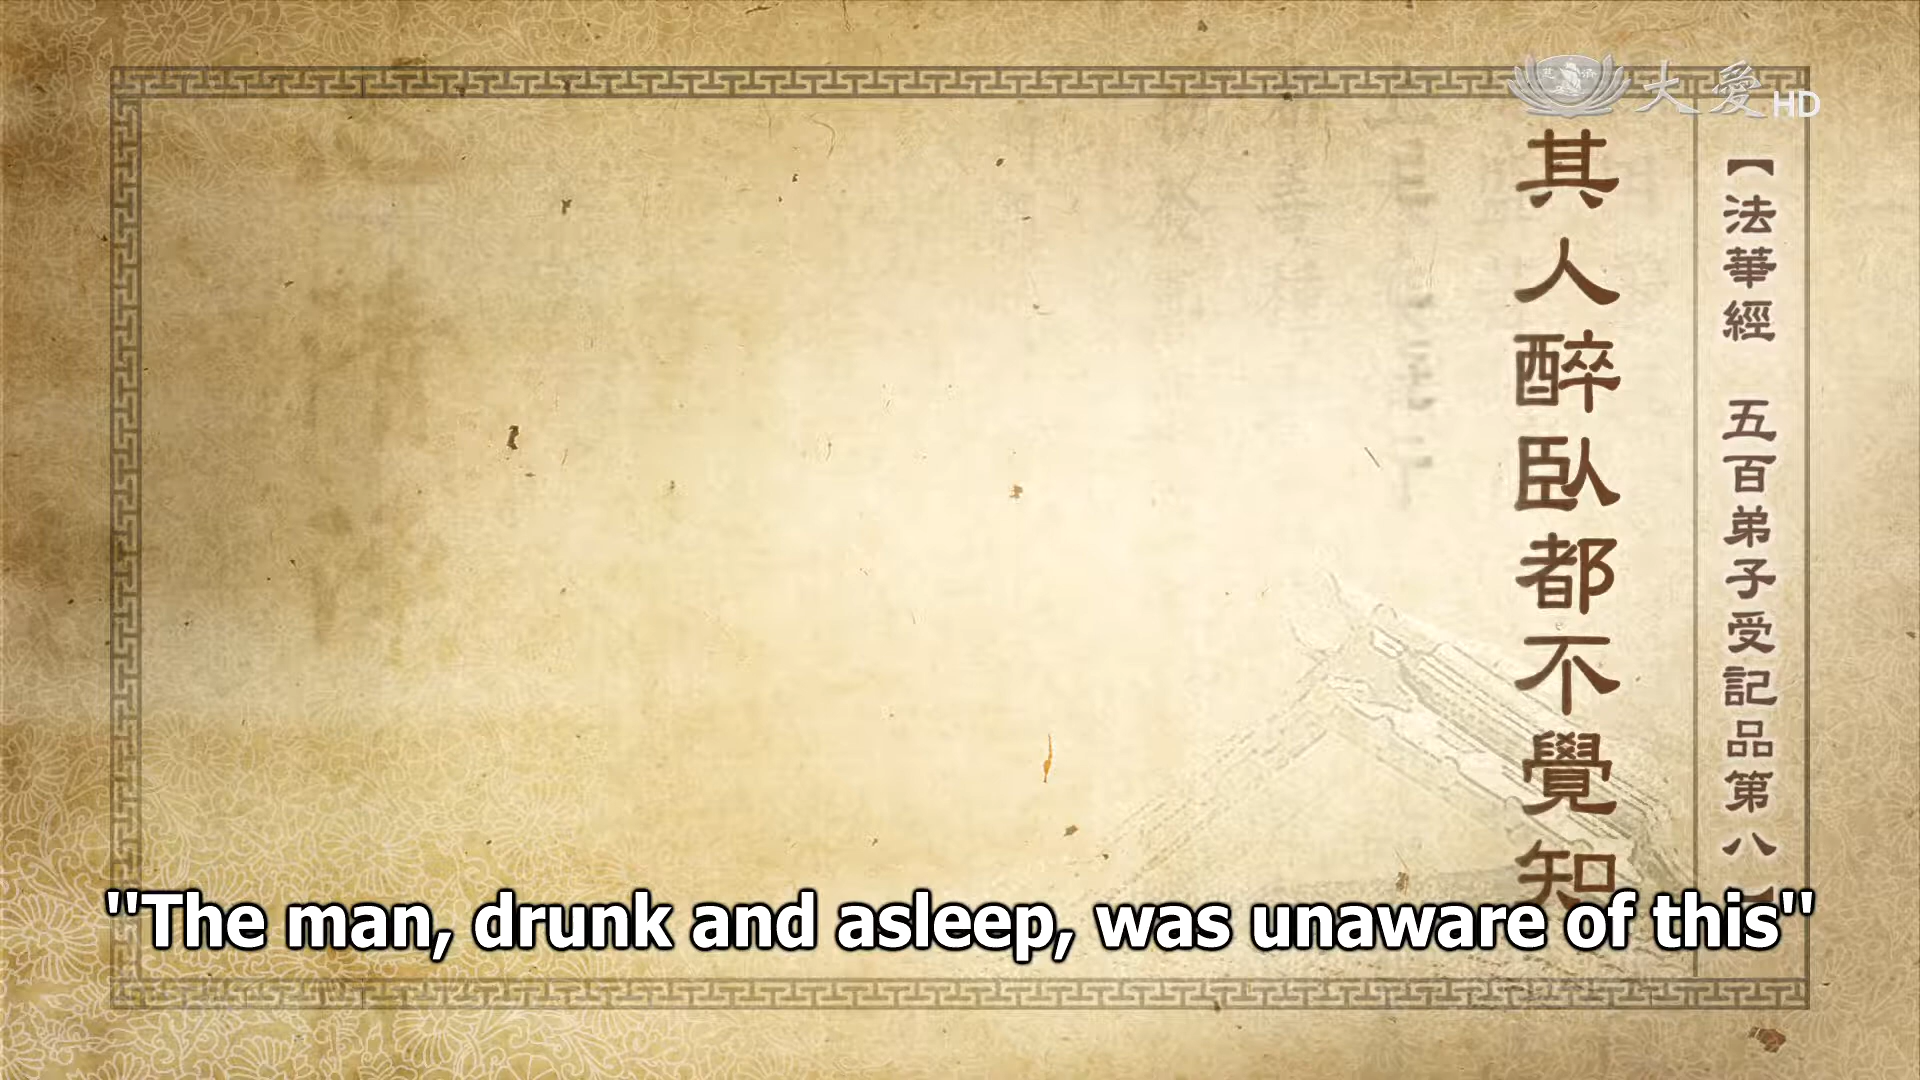 大愛HD
【法華經 五百弟子受記品第八】
其人醉臥都不覺知
"The man, drunk and asleep, was unaware of this"